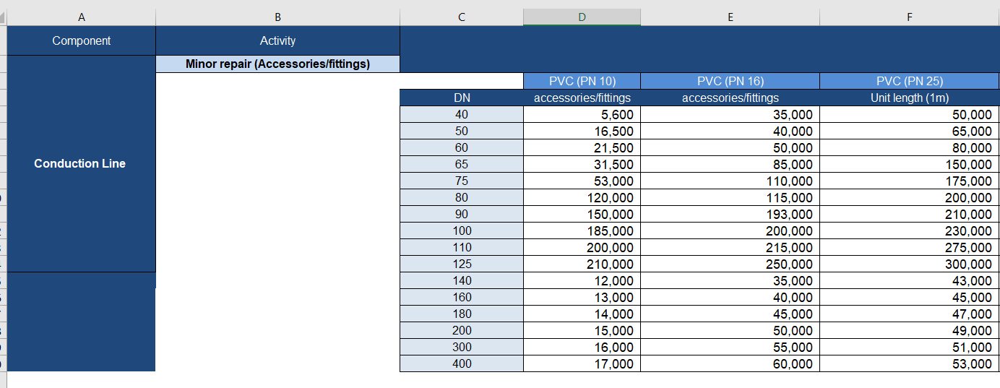 A B C D E F
Component Activity
Minor repair (Accessories/fittings)
PVC (PN 10) PVC (PN 16) PVC (PN 25)
DN accessories/fittings accessories/fittings Unit length (1m)
40 5,600 35,000 50,000
50 16,500 40,000 65,000
60 21,500 50,000 80,000
Conduction Line 65 31,500 85,000 150,000
75 53,000 110,000 175,000
80 120,000 115,000 200,000
90 150,000 193,000 210,000
100 185,000 200,000 230,000
110 200,000 215,000 275,000
125 210,000 250,000 300,000
140 12,000 35,000 43,000
160 13,000 40,000 45,000
180 14,000 45,000 47,000
200 15,000 50,000 49,000
300 16,000 55,000 51,000
400 17,000 60,000 53,000